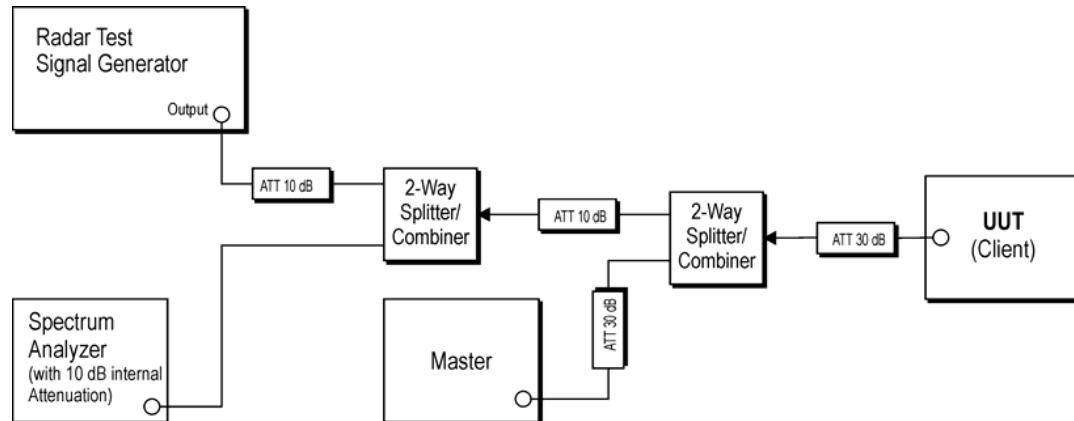 Radar Test
Signal Generator
Output
ATT 10 dB
2-Way
Splitter/
Combiner
ATT 10 dB
2-Way
Splitter/
Combiner
ATT 30 dB
UUT
(Client)
Spectrum
Analyzer
(with 10 dB internal
Attenuation)
Master
ATT 30 dB